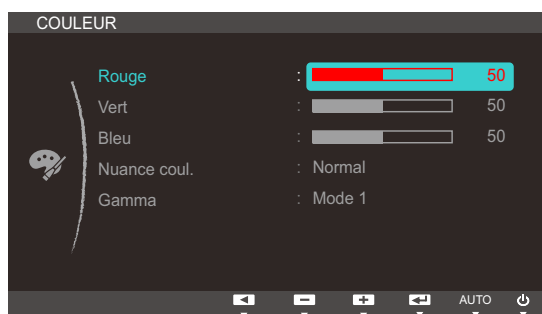 COULEUR
Rouge : 50
Vert : 50
Bleu : 50
Nuance coul. : Normal
Gamma : Mode 1
AUTO